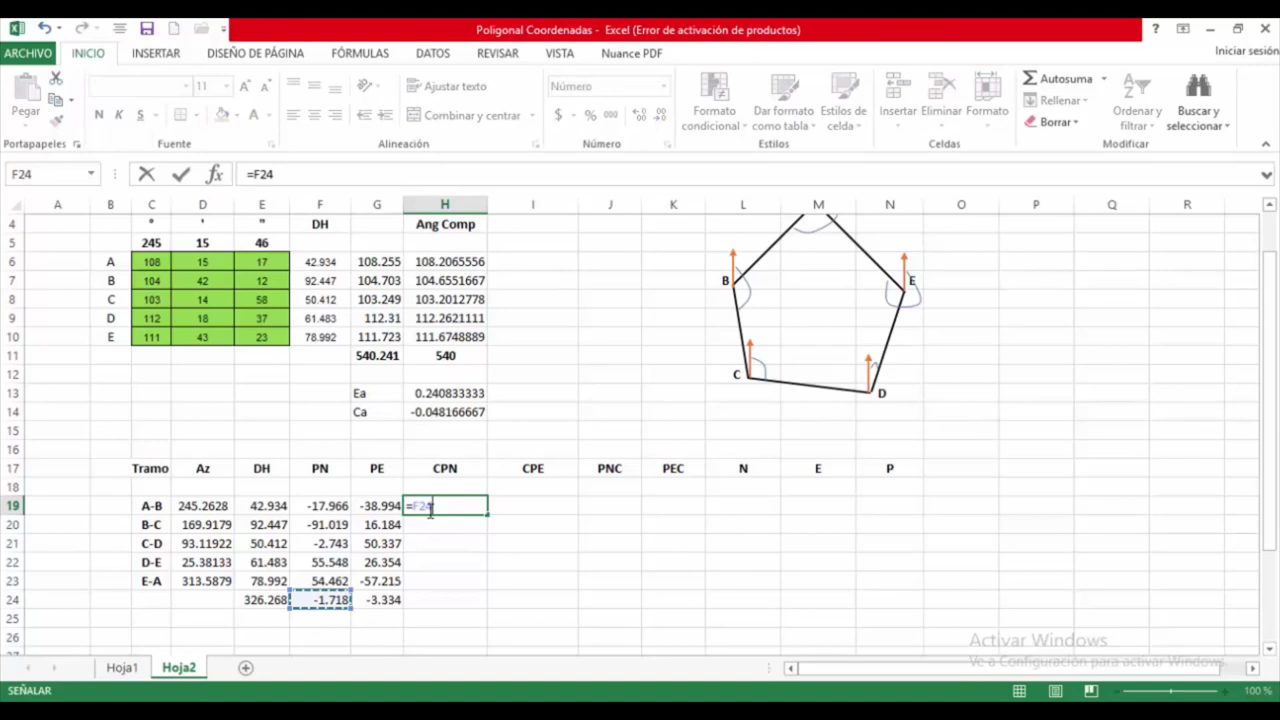 Poligonal Coordenadas - Excel (Error de activación de productos)
ARCHIVO INICIO INSERTAR DISEÑO DE PÁGINA FÓRMULAS DATOS REVISAR VISTA Nuance PDF Iniciar sesión
Pegar 11 A A Ajustar texto Número Formato condicional Dar formato como tabla Estilos de celda Insertar Eliminar Formato Autosuma Rellenar Borrar Ordenar y filtrar Buscar y seleccionar
N K S A Combinar y centrar $ % 000
Portapapeles Fuente Alineación Número Estilos Celdas Modificar
F24 fx =F24
A B C D E F G H I J K L M N O P Q R
4 ° ' " DH Ang Comp
5 245 15 46
6 A 108 15 17 42.934 108.255 108.2065556
7 B 104 42 12 92.447 104.703 104.6551667 B E
8 C 103 14 58 50.412 103.249 103.2012778
9 D 112 18 37 61.483 112.31 112.2621111
10 E 111 43 23 78.992 111.723 111.6748889
11 540.241 540
12 C
13 Ea 0.240833333 D
14 Ca -0.048166667
15
16
17 Tramo Az DH PN PE CPN CPE PNC PEC N E P
18
19 A-B 245.2628 42.934 -17.966 -38.994 =F24
20 B-C 169.9179 92.447 -91.019 16.184
21 C-D 93.11922 50.412 -2.743 50.337
22 D-E 25.38133 61.483 55.548 26.354
23 E-A 313.5879 78.992 54.462 -57.215
24 326.268 -1.718 -3.334
25
26
Activar Windows
Ve a Configuración para activar Windows.
Hoja1 Hoja2
SEÑALAR 100 %